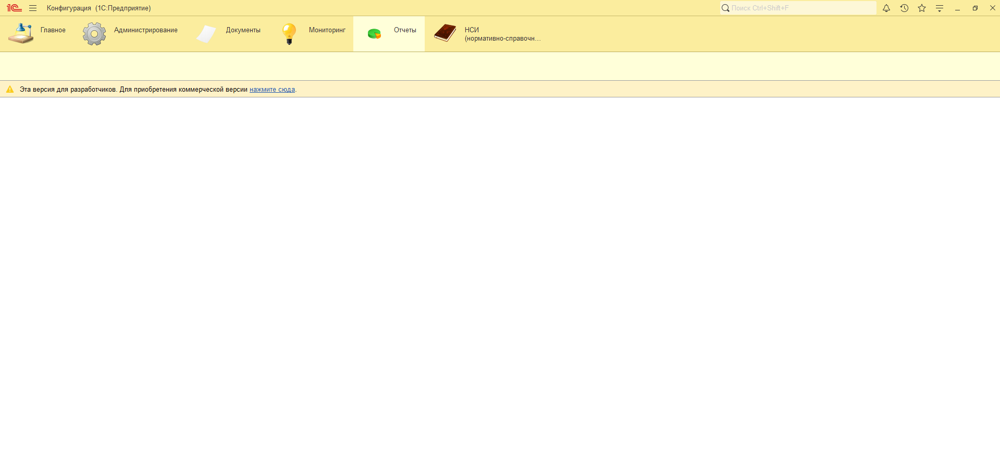 1С Конфигурация (1С:Предприятие) Поиск Ctrl+Shift+F
Главное Администрирование Документы Мониторинг Отчеты НСИ
(нормативно-справочн...
Эта версия для разработчиков. Для приобретения коммерческой версии нажмите сюда.